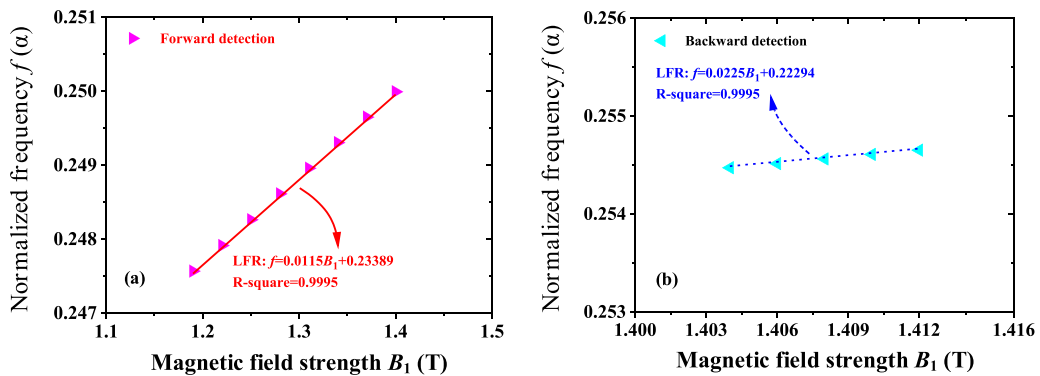 0.251
0.250
0.249
0.248
0.247
Normalized frequency f (α)
Forward detection
LFR: f=0.0115B₁+0.23389
R-square=0.9995
(a)
1.1 1.2 1.3 1.4 1.5
Magnetic field strength B₁ (T)
0.256
0.255
0.254
0.253
Normalized frequency f (α)
Backward detection
LFR: f=0.0225B₁+0.22294
R-square=0.9995
(b)
1.400 1.403 1.406 1.409 1.412 1.416
Magnetic field strength B₁ (T)